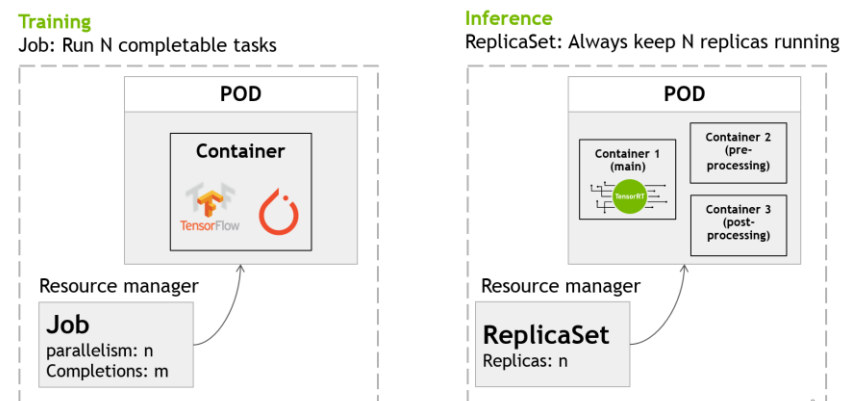 Training
Job: Run N completable tasks
POD
Container
TensorFlow
Resource manager
Job
parallelism: n
Completions: m
Inference
ReplicaSet: Always keep N replicas running
POD
Container 1
(main)
TensorRT
Container 2
(pre-
processing)
Container 3
(post-
processing)
Resource manager
ReplicaSet
Replicas: n